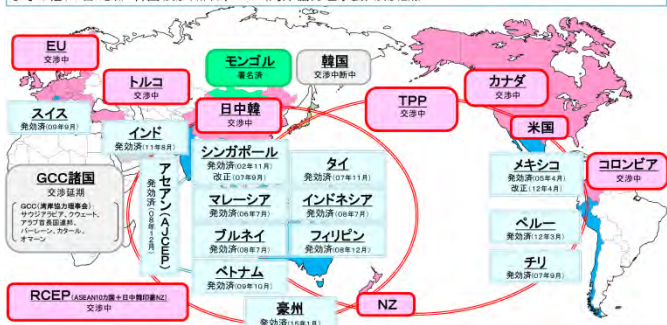 EU
交渉中
トルコ
交渉中
モンゴル
署名済
韓国
交渉中断中
日中韓
交渉中
TPP
交渉中
カナダ
交渉中
米国
スイス
発効済(09年9月)
インド
発効済(11年8月)
シンガポール
発効済(02年11月)
改正(07年9月)
タイ
発効済(07年11月)
メキシコ
発効済(05年4月)
改正(12年4月)
コロンビア
交渉中
GCC諸国
交渉延期
GCC(湾岸協力理事会)
サウジアラビア、クウェート、
アラブ首長国連邦、
バーレーン、カタール、
オマーン
アセアン(AJCEP)
発効済(08年12月)
マレーシア
発効済(06年7月)
インドネシア
発効済(08年7月)
ブルネイ
発効済(08年7月)
フィリピン
発効済(08年12月)
ペルー
発効済(12年3月)
ベトナム
発効済(09年10月)
チリ
発効済(07年9月)
RCEP(ASEAN10カ国+日中韓印豪NZ)
交渉中
豪州
発効済(15年1月)
NZ